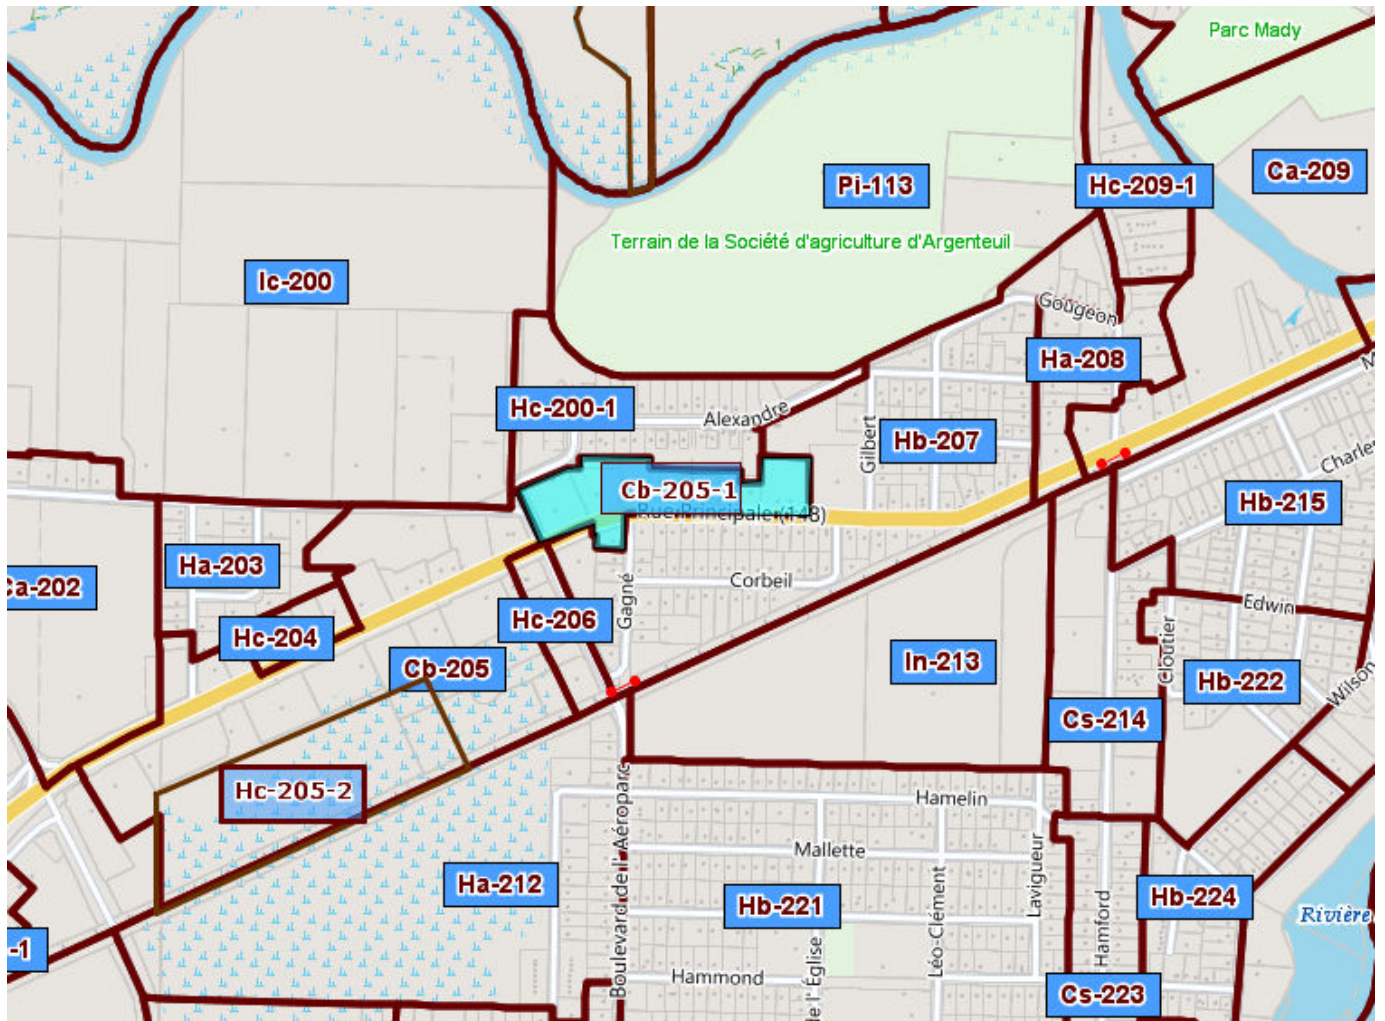 Parc Mady
Ca-209
Pi-113
Hc-209-1
Terrain de la Société d'agriculture d'Argenteuil
Ic-200
Gougeon
Ha-208
Hc-200-1
Alexandre
Gilbert
Hb-207
Charles
Cb-205-1
Rue Principale (148)
Hb-215
Ha-203
Ca-202
Corbeil
Gagné
Hc-206
Edwin
Hc-204
Cb-205
In-213
Cloutier
Hb-222
Wilson
Cs-214
Hc-205-2
Boulevard de l'Aéroparc
Hamelin
Mallette
Ha-212
Hb-221
Léo-Clément
Lavigueur
Hamford
Hb-224
Rivière
-1
Hammond
de l'Église
Cs-223